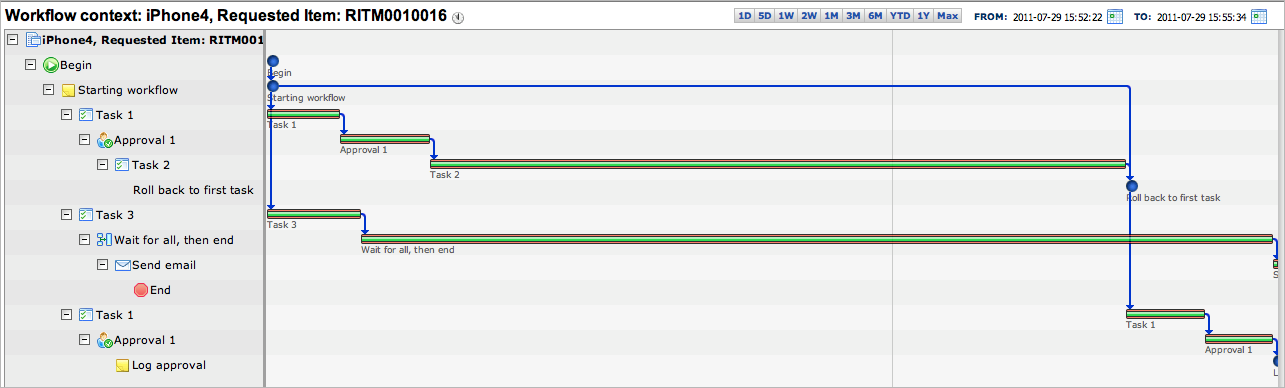 Workflow context: iPhone4, Requested Item: RITM0010016
1D 5D 1W 2W 1M 3M 6M YTD 1Y Max
FROM: 2011-07-29 15:52:22 TO: 2011-07-29 15:55:34
iPhone4, Requested Item: RITM001
Begin
Begin
Starting workflow
Starting workflow
Task 1
Task 1
Approval 1
Approval 1
Task 2
Task 2
Roll back to first task
Roll back to first task
Task 3
Task 3
Wait for all, then end
Wait for all, then end
Send email
S
End
Task 1
Task 1
Approval 1
Approval 1
Log approval
L